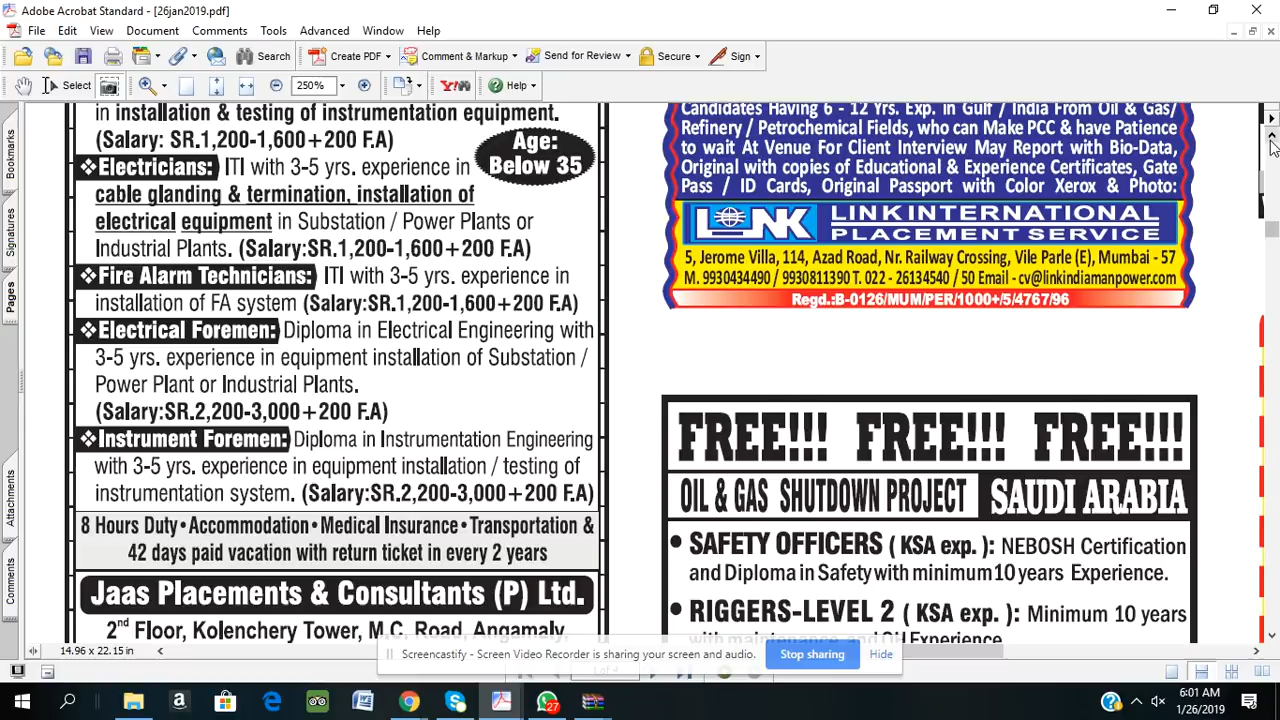 Adobe Acrobat Standard - [26jan2019.pdf]
File Edit View Document Comments Tools Advanced Window Help
Search Create PDF Comment & Markup Send for Review Secure Sign
Select 250% Y! Help
Bookmarks
Signatures
Pages
Attachments
Comments
in installation & testing of instrumentation equipment.
(Salary: SR.1,200-1,600+200 F.A)
Age:
Below 35
❖Electricians: ITI with 3-5 yrs. experience in
cable glanding & termination, installation of
electrical equipment in Substation / Power Plants or
Industrial Plants. (Salary:SR.1,200-1,600+200 F.A)
❖Fire Alarm Technicians: ITI with 3-5 yrs. experience in
installation of FA system (Salary:SR.1,200-1,600+200 F.A)
❖Electrical Foremen: Diploma in Electrical Engineering with
3-5 yrs. experience in equipment installation of Substation /
Power Plant or Industrial Plants.
(Salary:SR.2,200-3,000+200 F.A)
❖Instrument Foremen: Diploma in Instrumentation Engineering
with 3-5 yrs. experience in equipment installation / testing of
instrumentation system. (Salary:SR.2,200-3,000+200 F.A)
8 Hours Duty • Accommodation • Medical Insurance • Transportation &
42 days paid vacation with return ticket in every 2 years
Jaas Placements & Consultants (P) Ltd.
2nd Floor, Kolenchery Tower, M.C. Road, Angamaly,
Candidates Having 6 - 12 Yrs. Exp. in Gulf / India From Oil & Gas/
Refinery / Petrochemical Fields, who can Make PCC & have Patience
to wait At Venue For Client Interview May Report with Bio-Data,
Original with copies of Educational & Experience Certificates, Gate
Pass / ID Cards, Original Passport with Color Xerox & Photo:
LINK LINK INTERNATIONAL
PLACEMENT SERVICE
5, Jerome Villa, 114, Azad Road, Nr. Railway Crossing, Vile Parle (E), Mumbai - 57
M. 9930434490 / 9930811390 T. 022 - 26134540 / 50 Email - cv@linkindiamanpower.com
Regd.:B-0126/MUM/PER/1000+/5/4767/96
FREE!!! FREE!!! FREE!!!
OIL & GAS SHUTDOWN PROJECT SAUDI ARABIA
• SAFETY OFFICERS ( KSA exp. ): NEBOSH Certification
and Diploma in Safety with minimum 10 years Experience.
• RIGGERS-LEVEL 2 ( KSA exp. ): Minimum 10 years
14.96 x 22.15 in
Screencastify - Screen Video Recorder is sharing your screen and audio. Stop sharing Hide
27
6:01 AM
1/26/2019